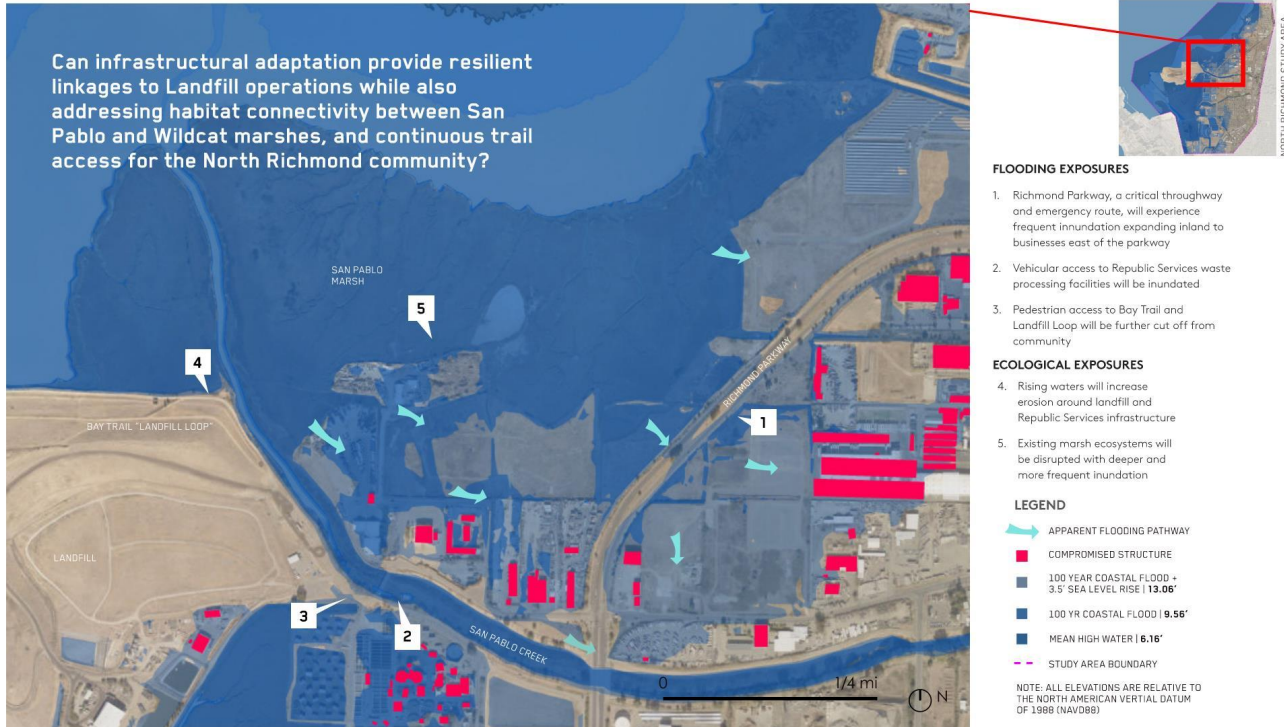 Can infrastructural adaptation provide resilient
linkages to Landfill operations while also
addressing habitat connectivity between San
Pablo and Wildcat marshes, and continuous trail
access for the North Richmond community?
SAN PABLO
MARSH
5
4
BAY TRAIL "LANDFILL LOOP"
RICHMOND PARKWAY
1
LANDFILL
3
2
SAN PABLO CREEK
0
1/4 mi
N
NORTH RICHMOND STUDY AREA
FLOODING EXPOSURES
1. Richmond Parkway, a critical throughway
and emergency route, will experience
frequent innundation expanding inland to
businesses east of the parkway
2. Vehicular access to Republic Services waste
processing facilities will be inundated
3. Pedestrian access to Bay Trail and
Landfill Loop will be further cut off from
community
ECOLOGICAL EXPOSURES
4. Rising waters will increase
erosion around landfill and
Republic Services infrastructure
5. Existing marsh ecosystems will
be disrupted with deeper and
more frequent inundation
LEGEND
APPARENT FLOODING PATHWAY
COMPROMISED STRUCTURE
100 YEAR COASTAL FLOOD +
3.5' SEA LEVEL RISE | 13.06'
100 YR COASTAL FLOOD | 9.56'
MEAN HIGH WATER | 6.16'
STUDY AREA BOUNDARY
NOTE: ALL ELEVATIONS ARE RELATIVE TO
THE NORTH AMERICAN VERTIAL DATUM
OF 1988 (NAVD88)